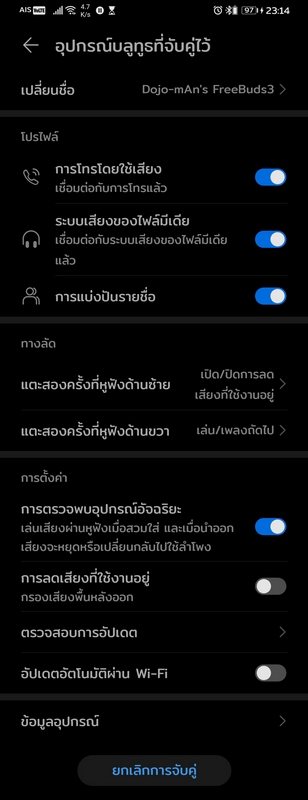 AIS 4.7 K/s 97 23:14
อุปกรณ์บลูทูธที่จับคู่ไว้
เปลี่ยนชื่อ Dojo-mAn's FreeBuds3
โปรไฟล์
การโทรโดยใช้เสียง
เชื่อมต่อกับการโทรแล้ว
ระบบเสียงของไฟล์มีเดีย
เชื่อมต่อกับระบบเสียงของไฟล์มีเดีย
แล้ว
การแบ่งปันรายชื่อ
ทางลัด
แตะสองครั้งที่หูฟังด้านซ้าย เปิด/ปิดการลด
เสียงที่ใช้งานอยู่
แตะสองครั้งที่หูฟังด้านขวา เล่น/เพลงถัดไป
การตั้งค่า
การตรวจพบอุปกรณ์อัจฉริยะ
เล่นเสียงผ่านหูฟังเมื่อสวมใส่ และเมื่อนำออก
เสียงจะหยุดหรือเปลี่ยนกลับไปใช้ลำโพง
การลดเสียงที่ใช้งานอยู่
กรองเสียงพื้นหลังออก
ตรวจสอบการอัปเดต
อัปเดตอัตโนมัติผ่าน Wi-Fi
ข้อมูลอุปกรณ์
ยกเลิกการจับคู่